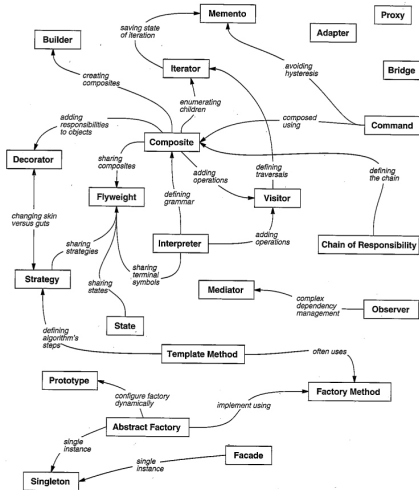 Memento
Proxy
Adapter
Builder
saving state
of iteration
avoiding
hysteresis
Iterator
Bridge
creating
composites
enumerating
children
adding
responsibilities
to objects
composed
using
Command
Composite
Decorator
sharing
composites
adding
operations
defining
traversals
defining
the chain
Flyweight
defining
grammar
Visitor
changing skin
versus guts
adding
operations
Interpreter
Chain of Responsibility
sharing
strategies
sharing
terminal
symbols
sharing
states
Strategy
Mediator
complex
dependency
management
Observer
State
defining
algorithm's
steps
Template Method
often uses
Prototype
configure factory
dynamically
Factory Method
implement using
Abstract Factory
single
instance
Facade
single
instance
Singleton